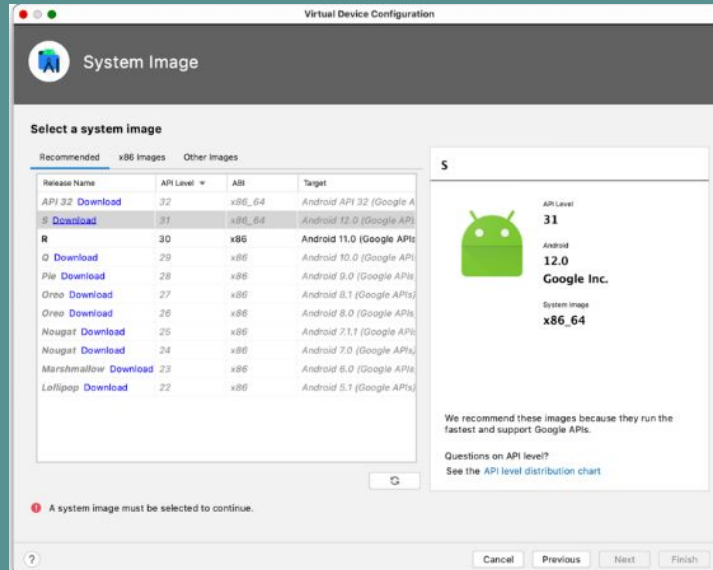 Virtual Device Configuration
System Image
Select a system image
Recommended x86 Images Other Images
Release Name API Level ABI Target
API 32 Download 32 x86_64 Android API 32 (Google A
S Download 31 x86_64 Android 12.0 (Google APIs
R 30 x86 Android 11.0 (Google APIs
Q Download 29 x86 Android 10.0 (Google APIs
Pie Download 28 x86 Android 9.0 (Google APIs)
Oreo Download 27 x86 Android 8.1 (Google APIs)
Oreo Download 26 x86 Android 8.0 (Google APIs)
Nougat Download 25 x86 Android 7.1.1 (Google APIs
Nougat Download 24 x86 Android 7.0 (Google APIs)
Marshmallow Download 23 x86 Android 6.0 (Google APIs
Lollipop Download 22 x86 Android 5.1 (Google APIs)
S
API Level
31
Android
12.0
Google Inc.
System Image
x86_64
We recommend these images because they run the
fastest and support Google APIs.
Questions on API level?
See the API level distribution chart
A system image must be selected to continue.
? Cancel Previous Next Finish